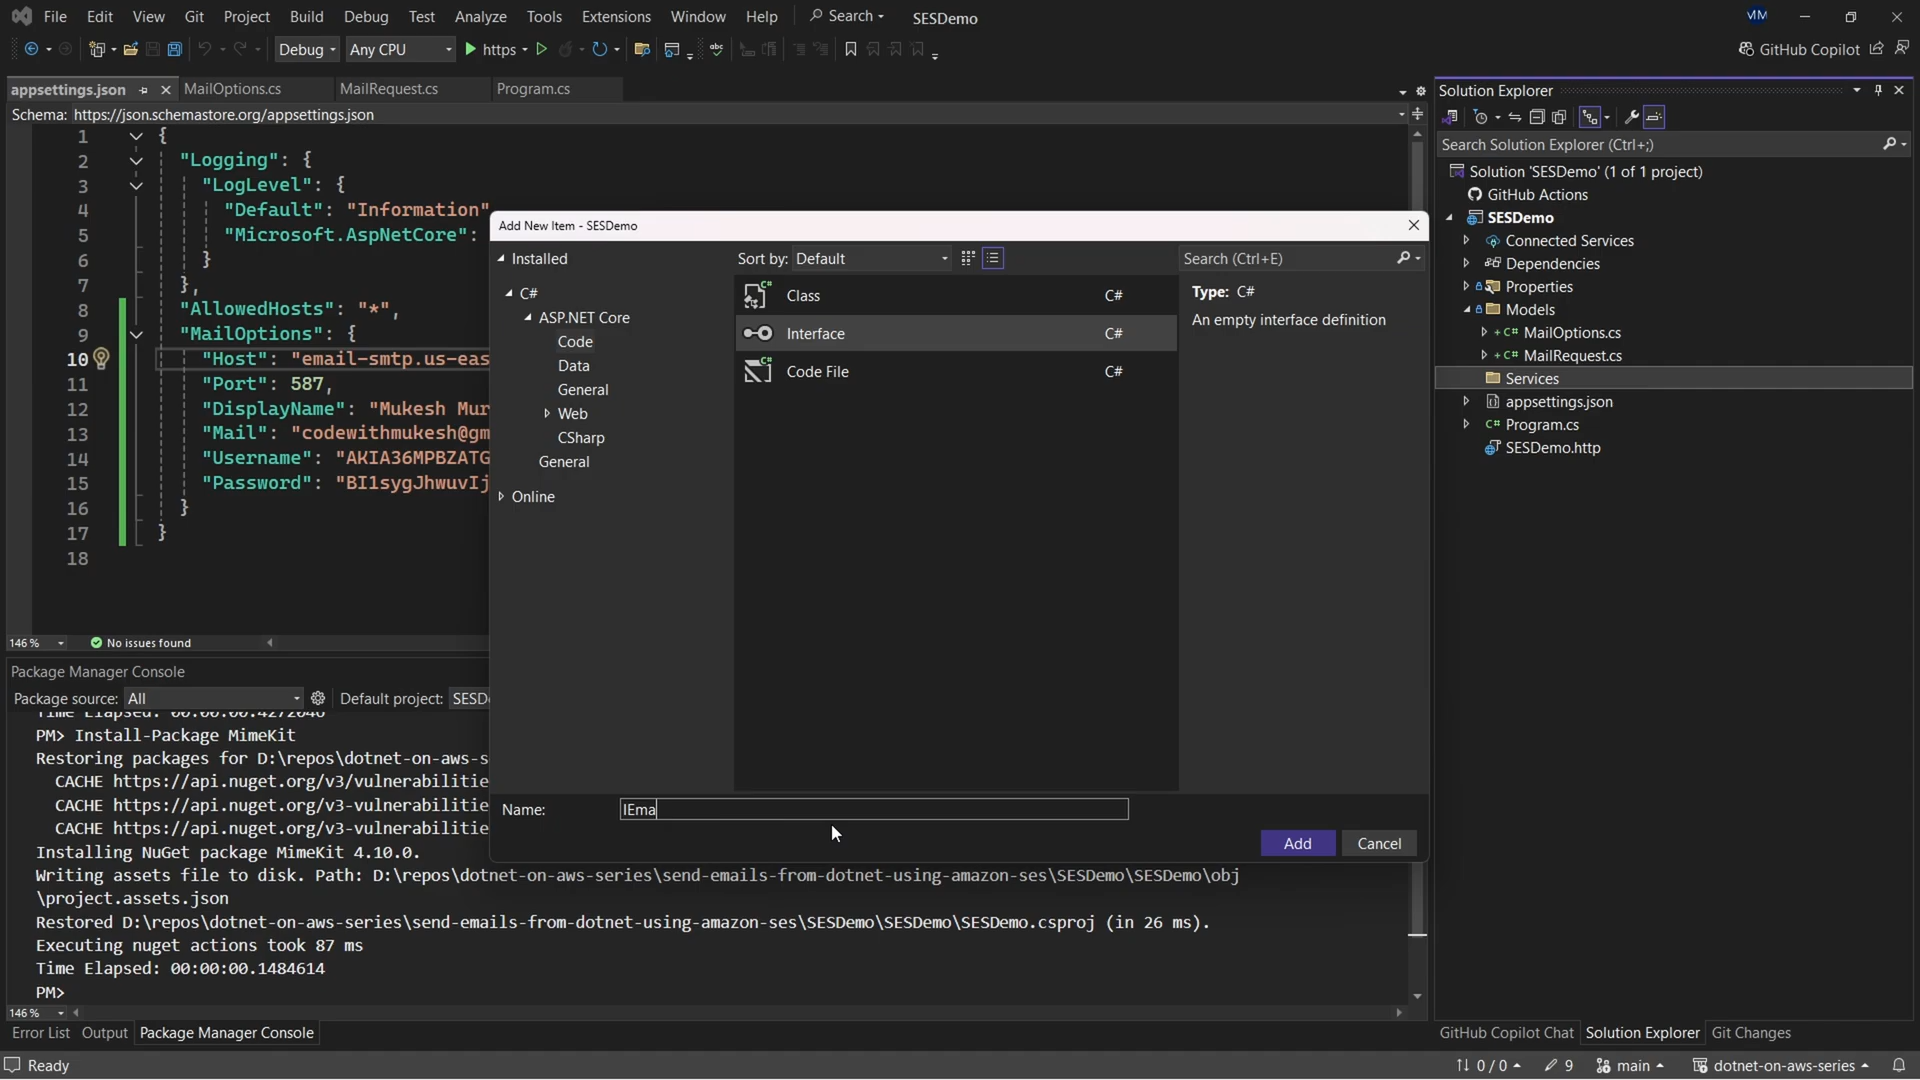 File Edit View Git Project Build Debug Test Analyze Tools Extensions Window Help Search SESDemo MM
Debug Any CPU https GitHub Copilot
appsettings.json MailOptions.cs MailRequest.cs Program.cs
Schema: https://json.schemastore.org/appsettings.json
1 {
2 "Logging": {
3 "LogLevel": {
4 "Default": "Information"
5 "Microsoft.AspNetCore":
6 }
7 },
8 "AllowedHosts": "*",
9 "MailOptions": {
10 "Host": "email-smtp.us-eas
11 "Port": 587,
12 "DisplayName": "Mukesh Mur
13 "Mail": "codewithmukesh@gm
14 "Username": "AKIA36MPBZATG
15 "Password": "BI1sygJhwuvIj
16 }
17 }
18
146 % No issues found
Add New Item - SESDemo
Installed
C#
ASP.NET Core
Code
Data
General
Web
CSharp
General
Online
Sort by: Default
Class C#
Interface C#
Code File C#
Search (Ctrl+E)
Type: C#
An empty interface definition
Name: IEma
Add Cancel
Package Manager Console
Package source: All Default project: SESD
Time Elapsed: 00:00:00.4272046
PM> Install-Package MimeKit
Restoring packages for D:\repos\dotnet-on-aws-s
CACHE https://api.nuget.org/v3/vulnerabilitie
CACHE https://api.nuget.org/v3-vulnerabilitie
CACHE https://api.nuget.org/v3-vulnerabilitie
Installing NuGet package MimeKit 4.10.0.
Writing assets file to disk. Path: D:\repos\dotnet-on-aws-series\send-emails-from-dotnet-using-amazon-ses\SESDemo\SESDemo\obj
\project.assets.json
Restored D:\repos\dotnet-on-aws-series\send-emails-from-dotnet-using-amazon-ses\SESDemo\SESDemo\SESDemo.csproj (in 26 ms).
Executing nuget actions took 87 ms
Time Elapsed: 00:00:00.1484614
PM>
146 %
Error List Output Package Manager Console
Solution Explorer
Search Solution Explorer (Ctrl+;)
Solution 'SESDemo' (1 of 1 project)
GitHub Actions
SESDemo
Connected Services
Dependencies
Properties
Models
C# MailOptions.cs
C# MailRequest.cs
Services
appsettings.json
C# Program.cs
SESDemo.http
GitHub Copilot Chat Solution Explorer Git Changes
Ready 0 / 0 9 main dotnet-on-aws-series